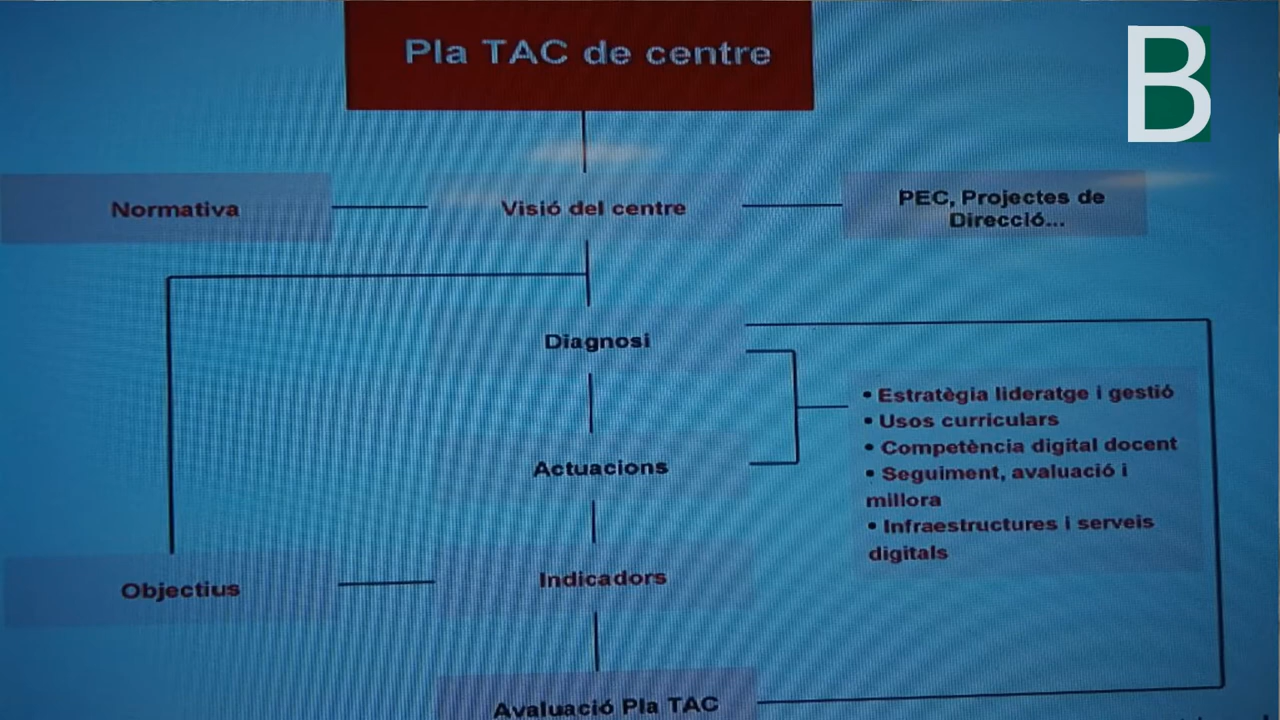 Pla TAC de centre
B
Normativa
Visió del centre
PEC, Projectes de
Direcció...
Diagnosi
• Estratègia lideratge i gestió
• Usos curriculars
• Competència digital docent
• Seguiment, avaluació i
millora
• Infraestructures i serveis
digitals
Actuacions
Objectius
Indicadors
Avaluació Pla TAC